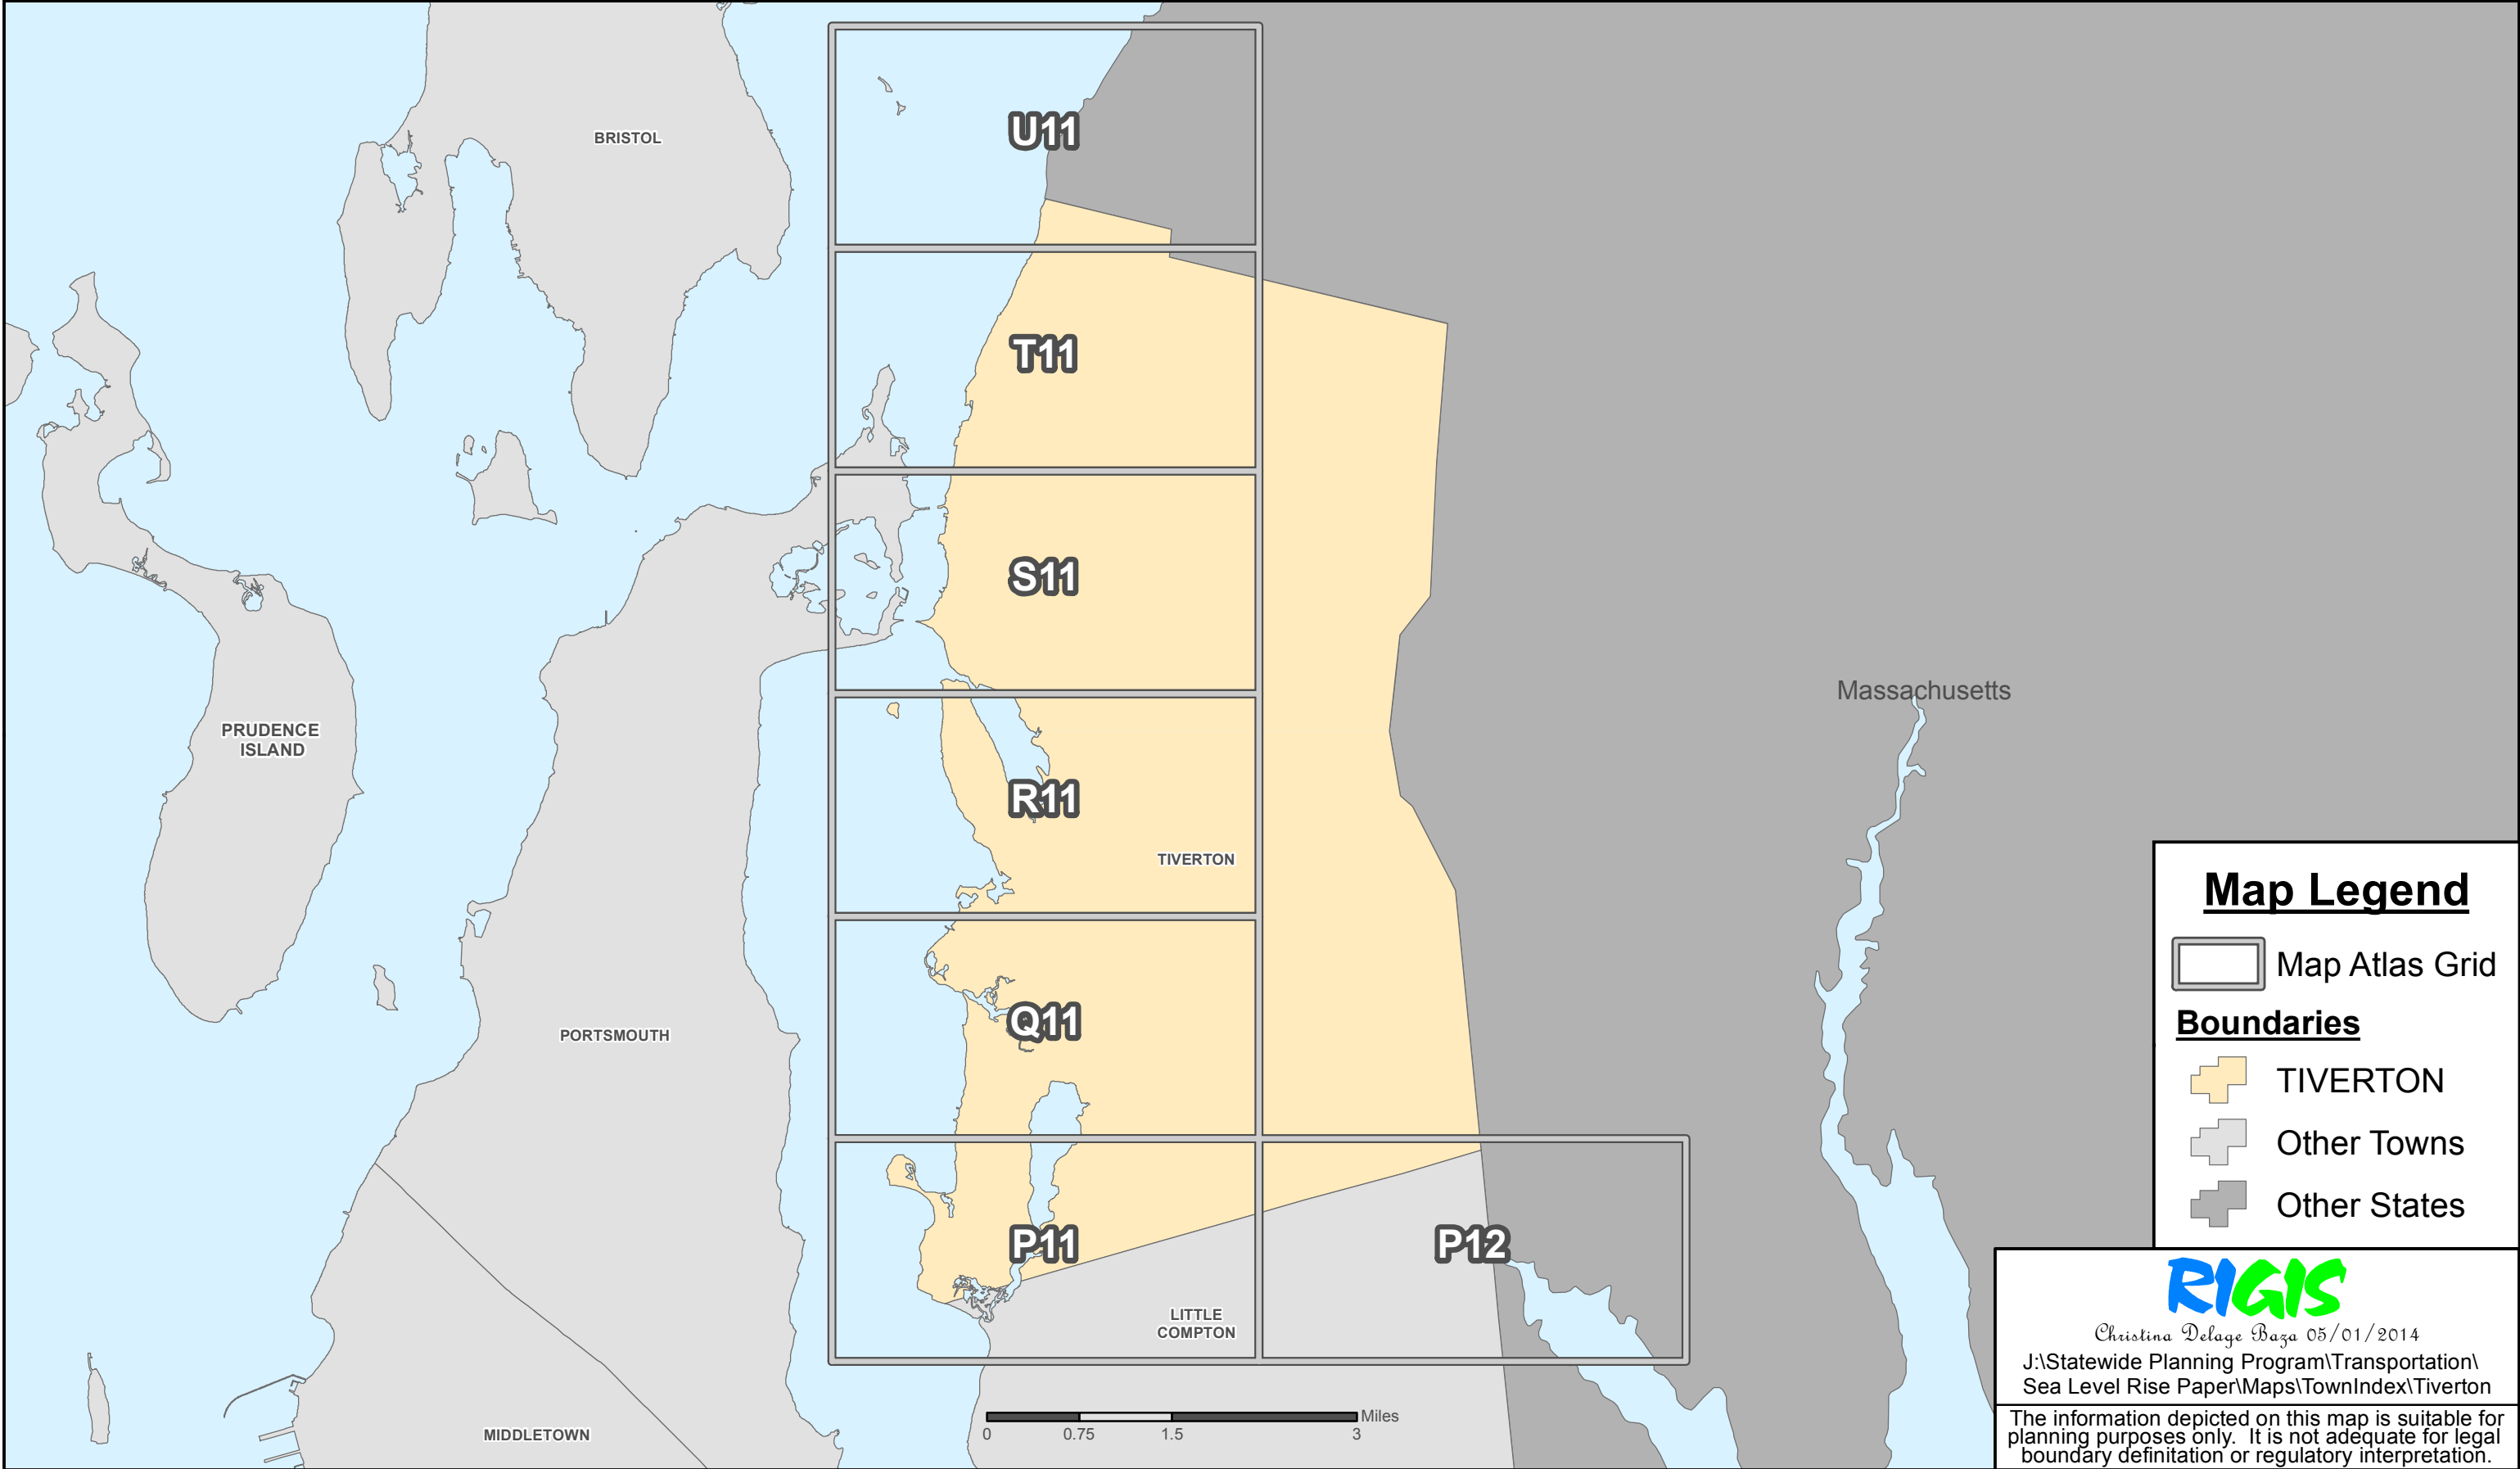 BRISTOL
U11
T11
S11
PRUDENCE
ISLAND
R11
TIVERTON
Massachusetts
PORTSMOUTH
Q11
P11
P12
LITTLE
COMPTON
MIDDLETOWN
Miles
0 0.75 1.5 3
Map Legend
Map Atlas Grid
Boundaries
TIVERTON
Other Towns
Other States
RIGIS
Christina Delage Baza 05/01/2014
J:\Statewide Planning Program\Transportation\
Sea Level Rise Paper\Maps\TownIndex\Tiverton
The information depicted on this map is suitable for
planning purposes only. It is not adequate for legal
boundary definitation or regulatory interpretation.